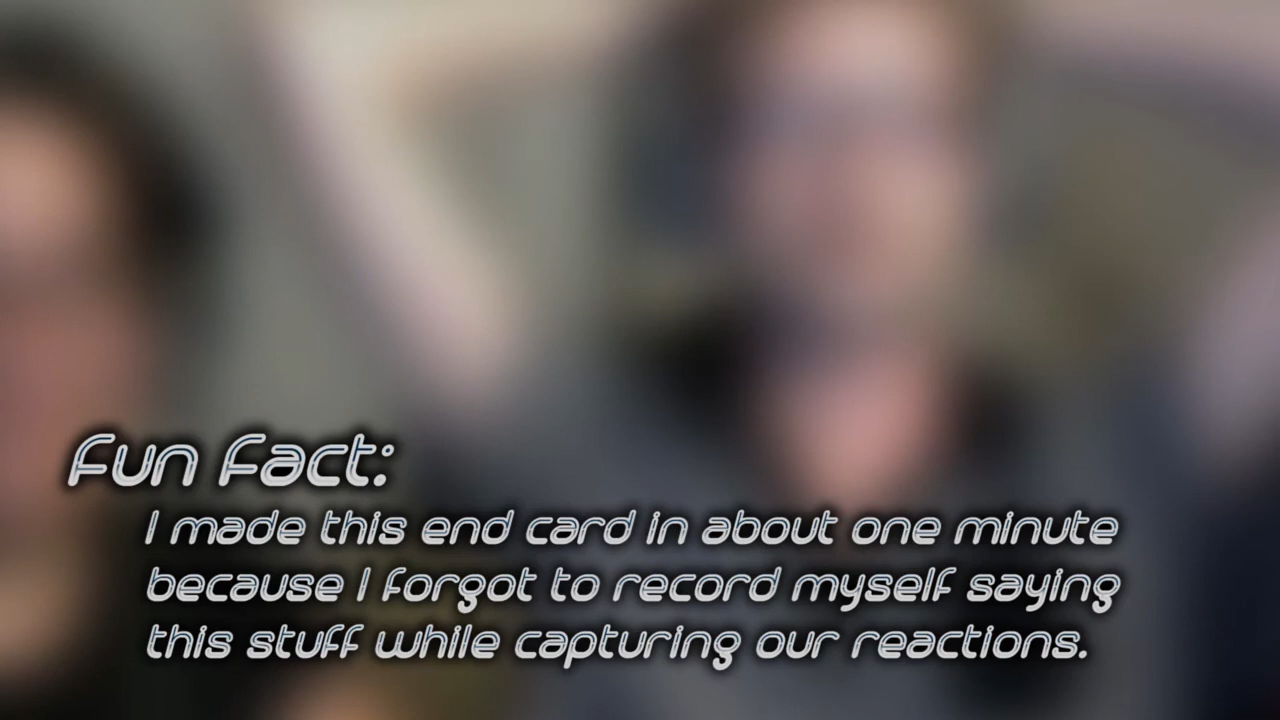 Fun Fact:
I made this end card in about one minute
because I forgot to record myself saying
this stuff while capturing our reactions.